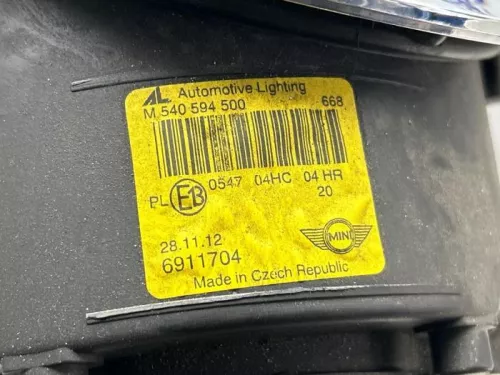 AL Automotive Lighting
M 540 594 500 668
PL E8 0547 04HC 04 HR
20
28.11.12
MINI
6911704
Made in Czech Republic